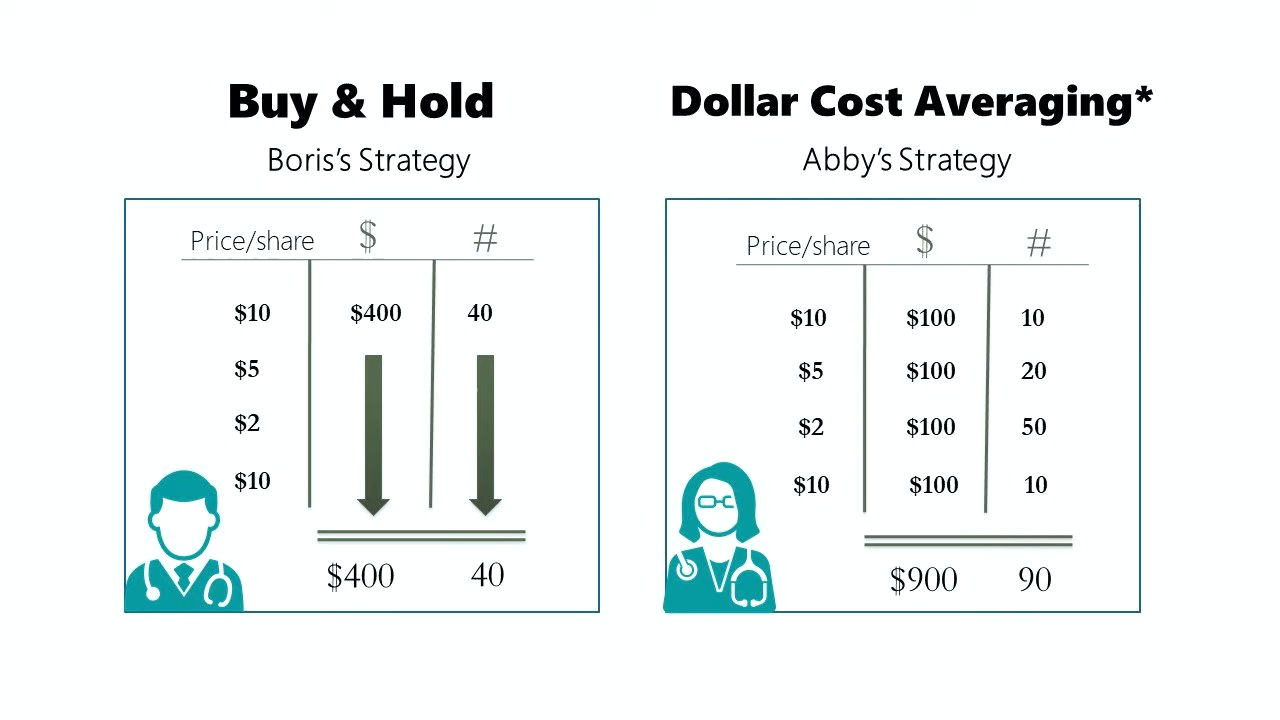 Buy & Hold
Boris's Strategy
Price/share $ #
$10 $400 40
$5
$2
$10
$400 40
Dollar Cost Averaging*
Abby's Strategy
Price/share $ #
$10 $100 10
$5 $100 20
$2 $100 50
$10 $100 10
$900 90